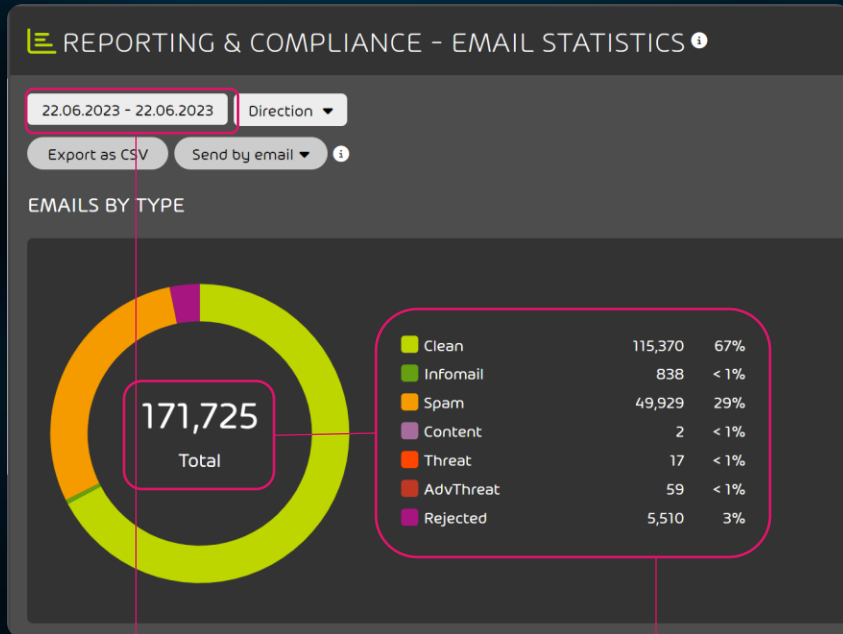 REPORTING & COMPLIANCE - EMAIL STATISTICS i
22.06.2023 - 22.06.2023 Direction
Export as CSV Send by email i
EMAILS BY TYPE
171,725
Total
Clean 115,370 67%
Infomail 838 < 1%
Spam 49,929 29%
Content 2 < 1%
Threat 17 < 1%
AdvThreat 59 < 1%
Rejected 5,510 3%